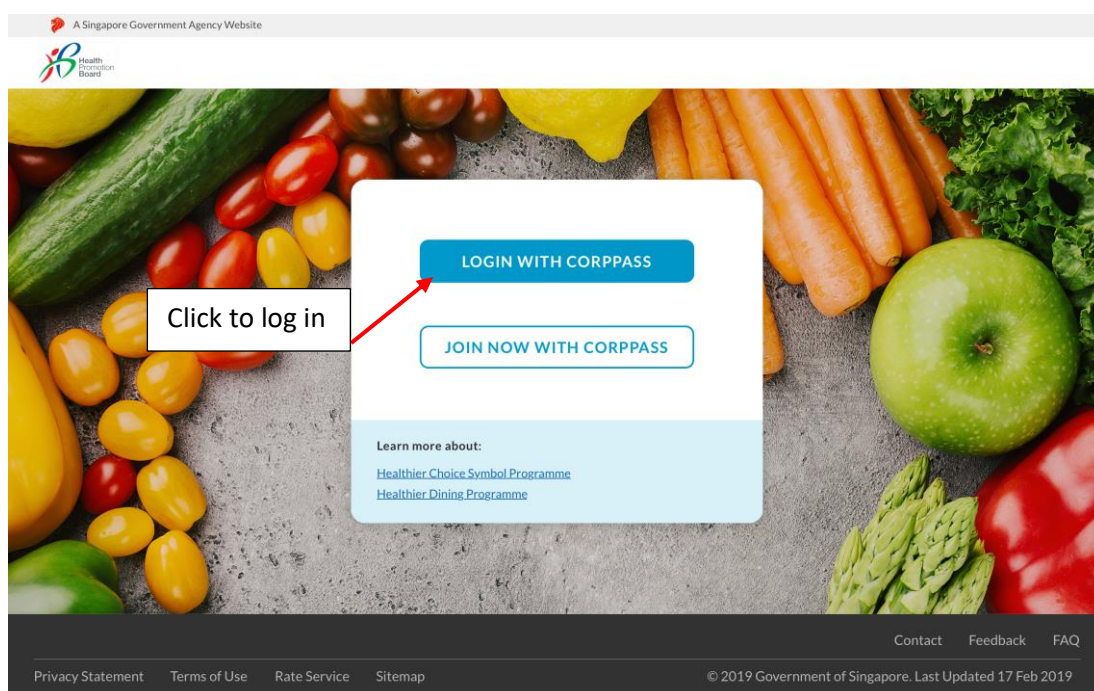 A Singapore Government Agency Website
Health
Promotion
Board
LOGIN WITH CORPPASS
Click to log in
JOIN NOW WITH CORPPASS
Learn more about:
Healthier Choice Symbol Programme
Healthier Dining Programme
Contact Feedback FAQ
Privacy Statement Terms of Use Rate Service Sitemap © 2019 Government of Singapore. Last Updated 17 Feb 2019